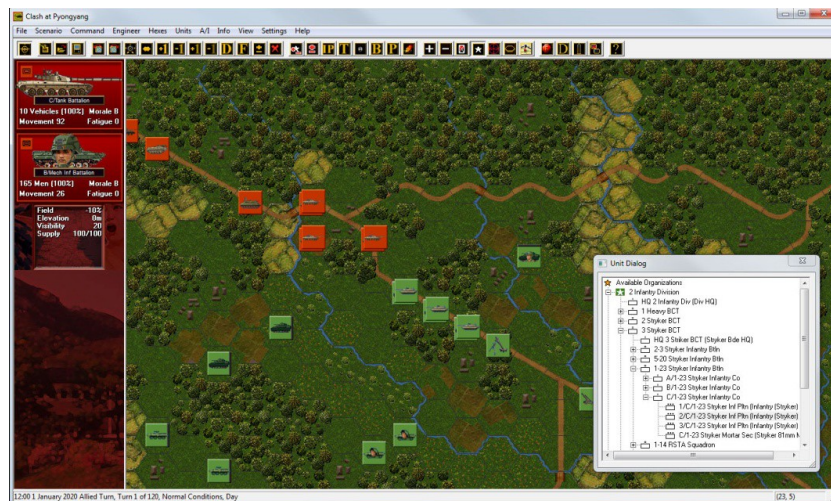 Clash at Pyongyang
File Scenario Command Engineer Hexes Units A/I Info View Settings Help
C/Tank Battalion
10 Vehicles (100%) Morale B
Movement 92 Fatigue 0
B/Mech Inf Battalion
165 Men (100%) Morale B
Movement 26 Fatigue 0
Field -10%
Elevation 0m
Visibility 20
Supply 100/100
Unit Dialog
Available Organizations
2 Infantry Division
HQ 2 Infantry Div (Div HQ)
1 Heavy BCT
2 Stryker BCT
3 Stryker BCT
HQ 3 Striker BCT (Stryker Bde HQ)
2-3 Stryker Infantry Btln
5-20 Stryker Infantry Btln
1-23 Stryker Infantry Btln
A/1-23 Stryker Infantry Co
B/1-23 Stryker Infantry Co
C/1-23 Stryker Infantry Co
1/C/1-23 Stryker Inf Pltn (Infantry (Stryker)
2/C/1-23 Stryker Inf Pltn (Infantry (Stryker)
3/C/1-23 Stryker Inf Pltn (Infantry (Stryker)
C/1-23 Stryker Mortar Sec (Stryker 81mm M
1-14 RSTA Squadron
12:00 1 January 2020 Allied Turn, Turn 1 of 120, Normal Conditions, Day (23, 5)